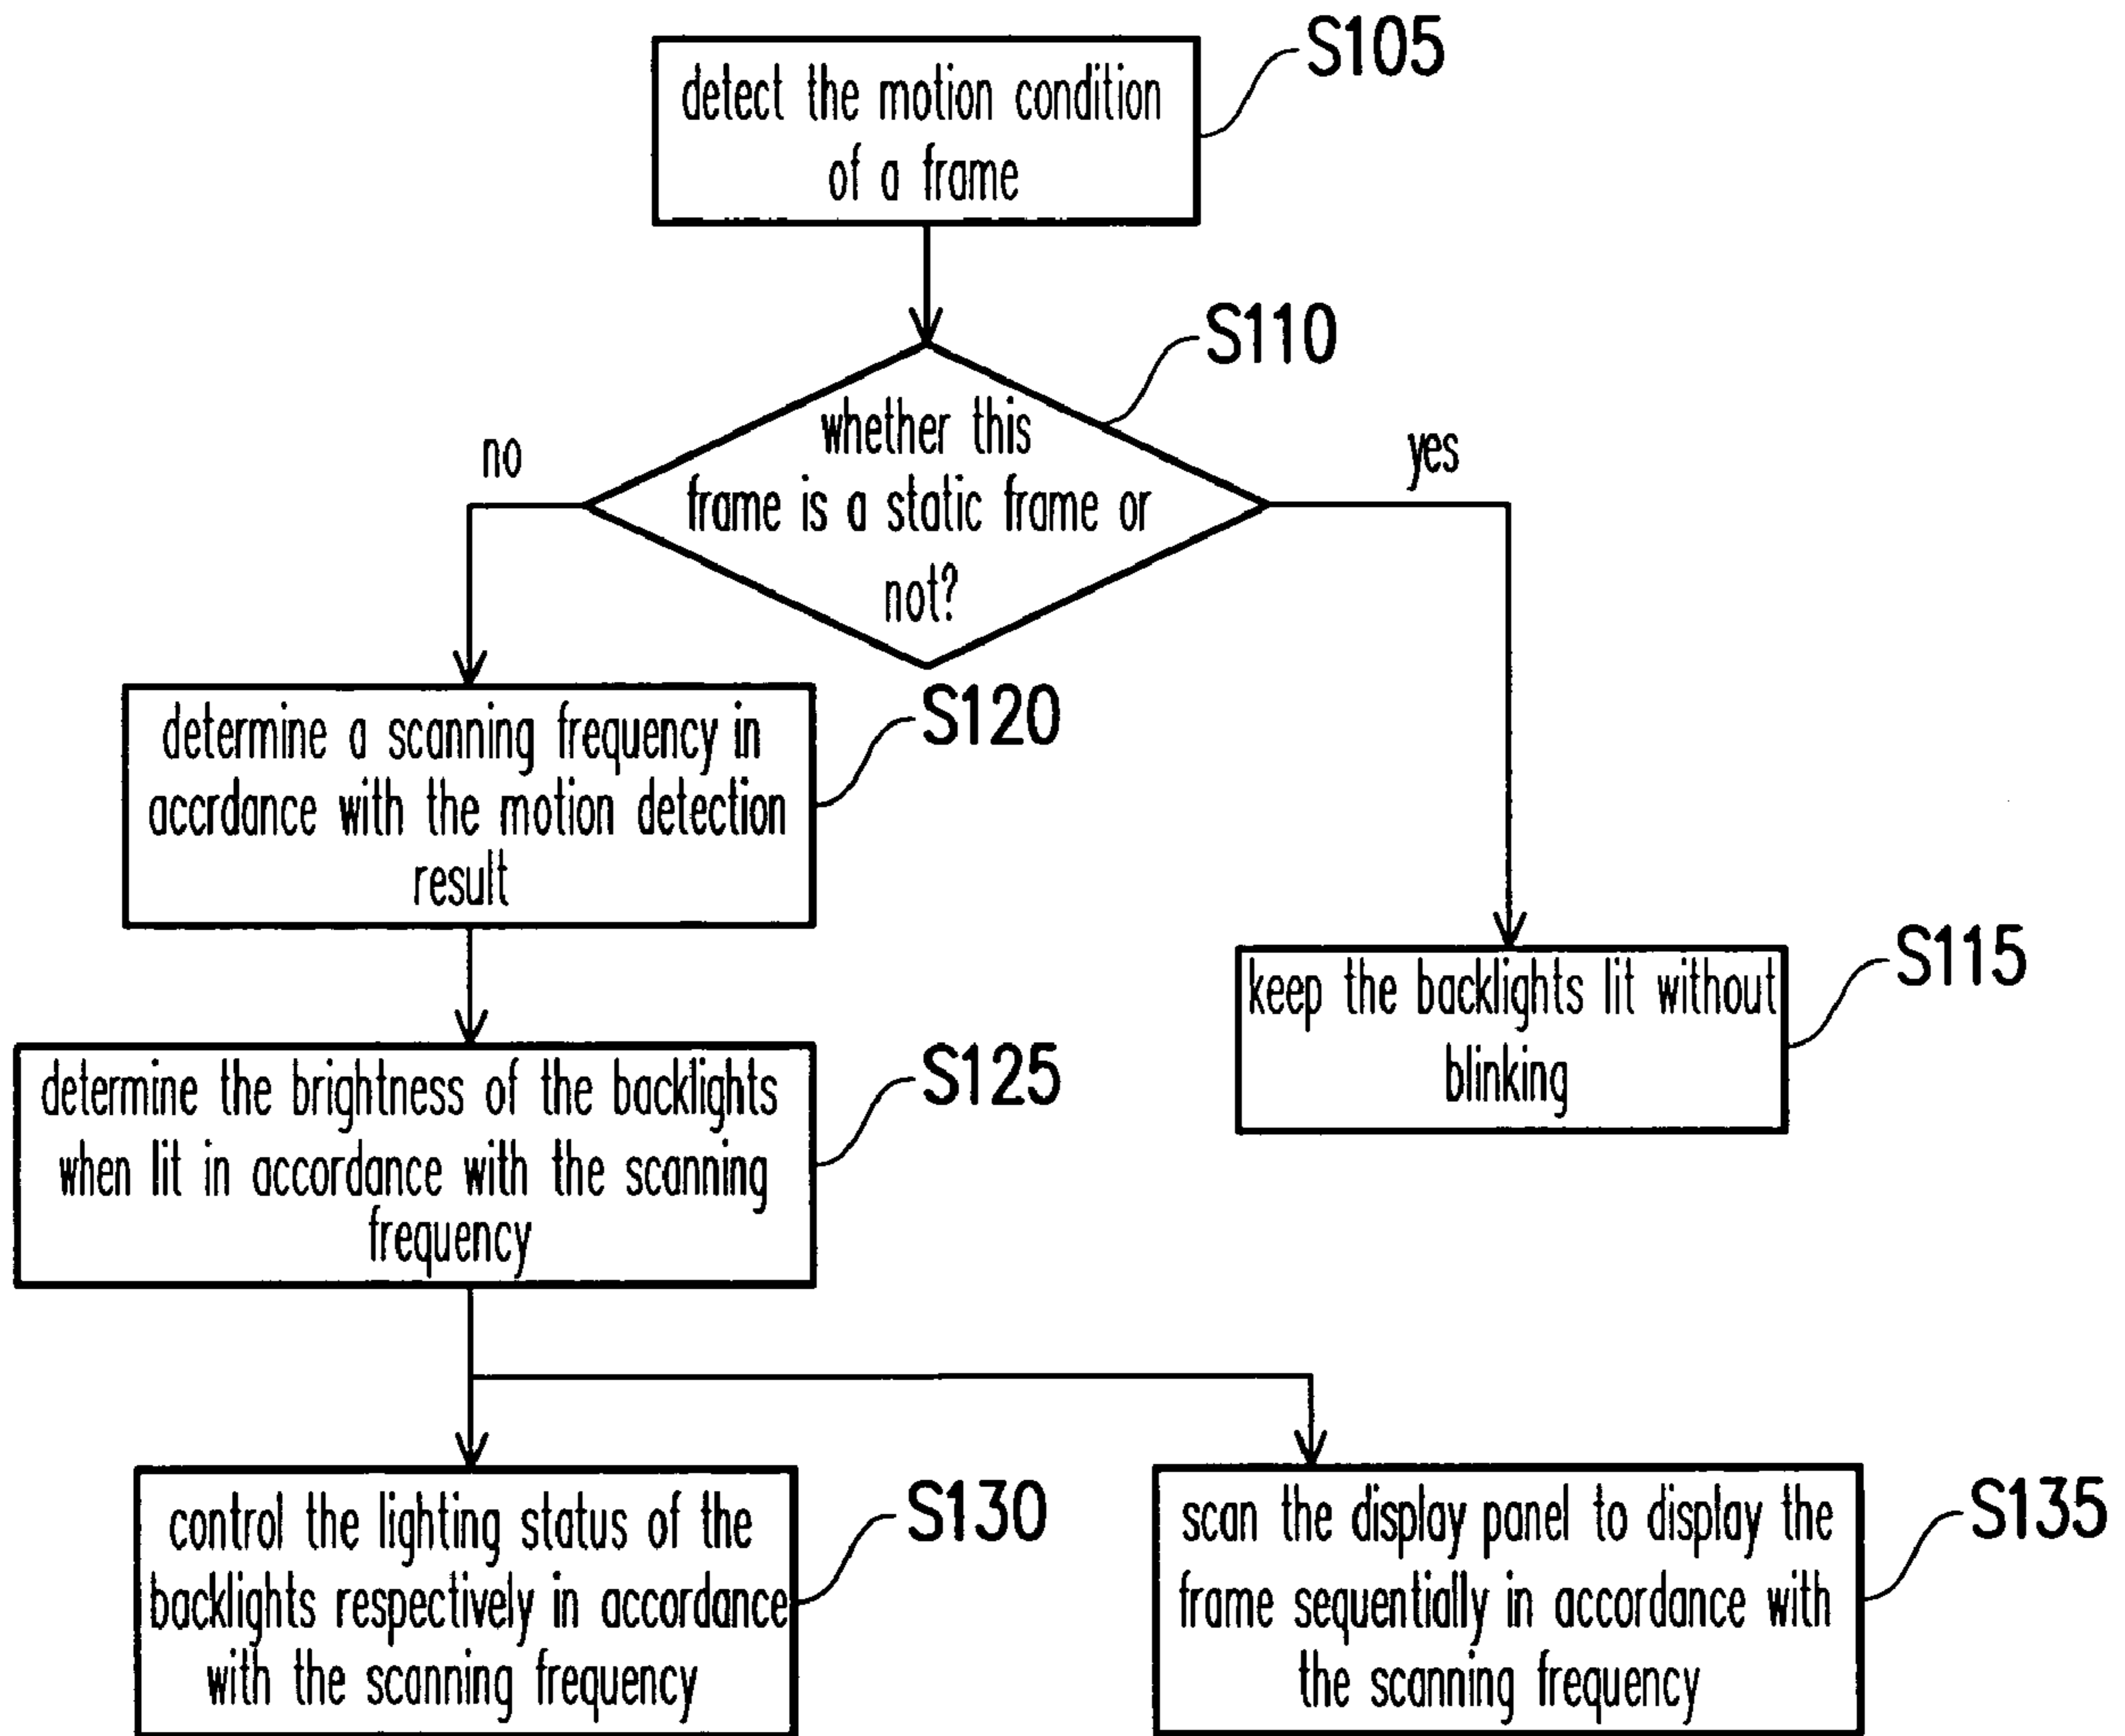 S105
detect the motion condition
of a frame
S110
whether this
frame is a static frame or
not?
no
yes
S120
determine a scanning frequency in
accrdance with the motion detection
result
S115
keep the backlights lit without
blinking
S125
determine the brightness of the backlights
when lit in accordance with the scanning
frequency
S130
control the lighting status of the
backlights respectively in accordance
with the scanning frequency
S135
scan the display panel to display the
frame sequentially in accordance with
the scanning frequency